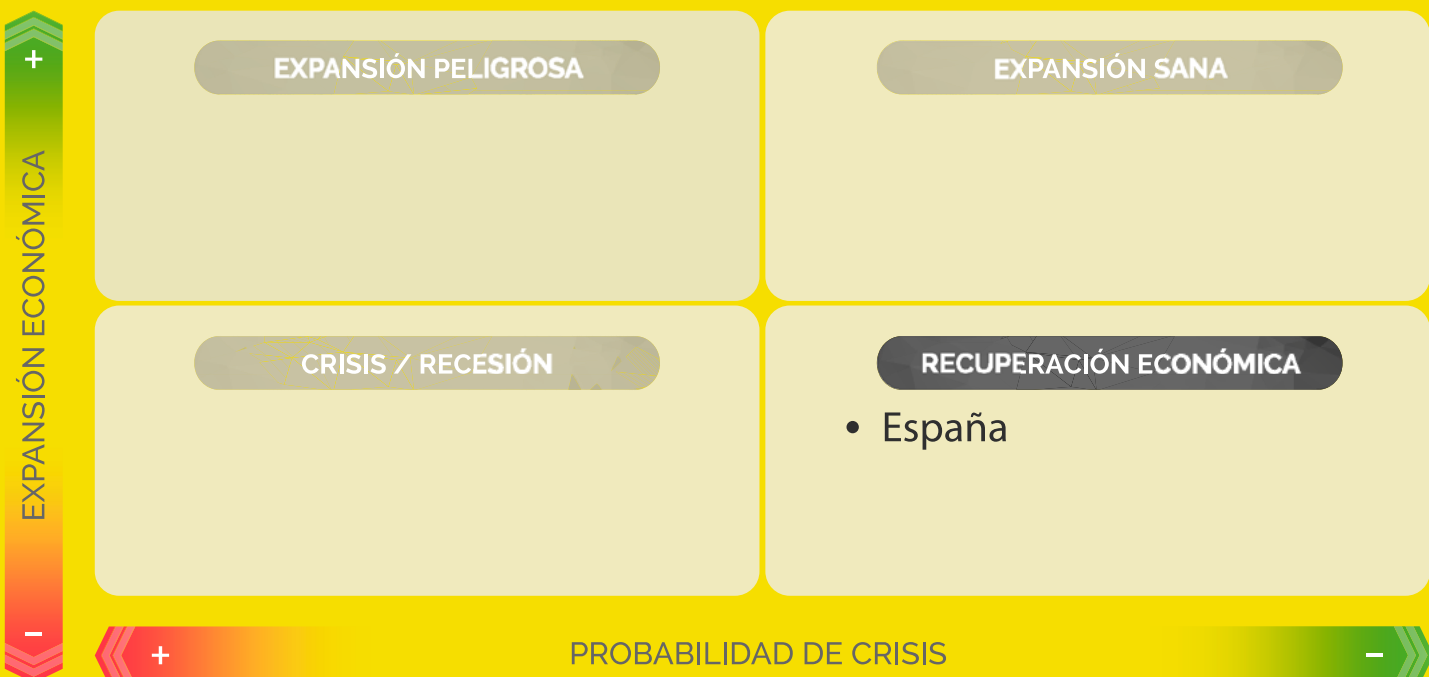 +
EXPANSIÓN ECONÓMICA
−
EXPANSIÓN PELIGROSA
EXPANSIÓN SANA
CRISIS / RECESIÓN
RECUPERACIÓN ECONÓMICA
• España
+
PROBABILIDAD DE CRISIS
−